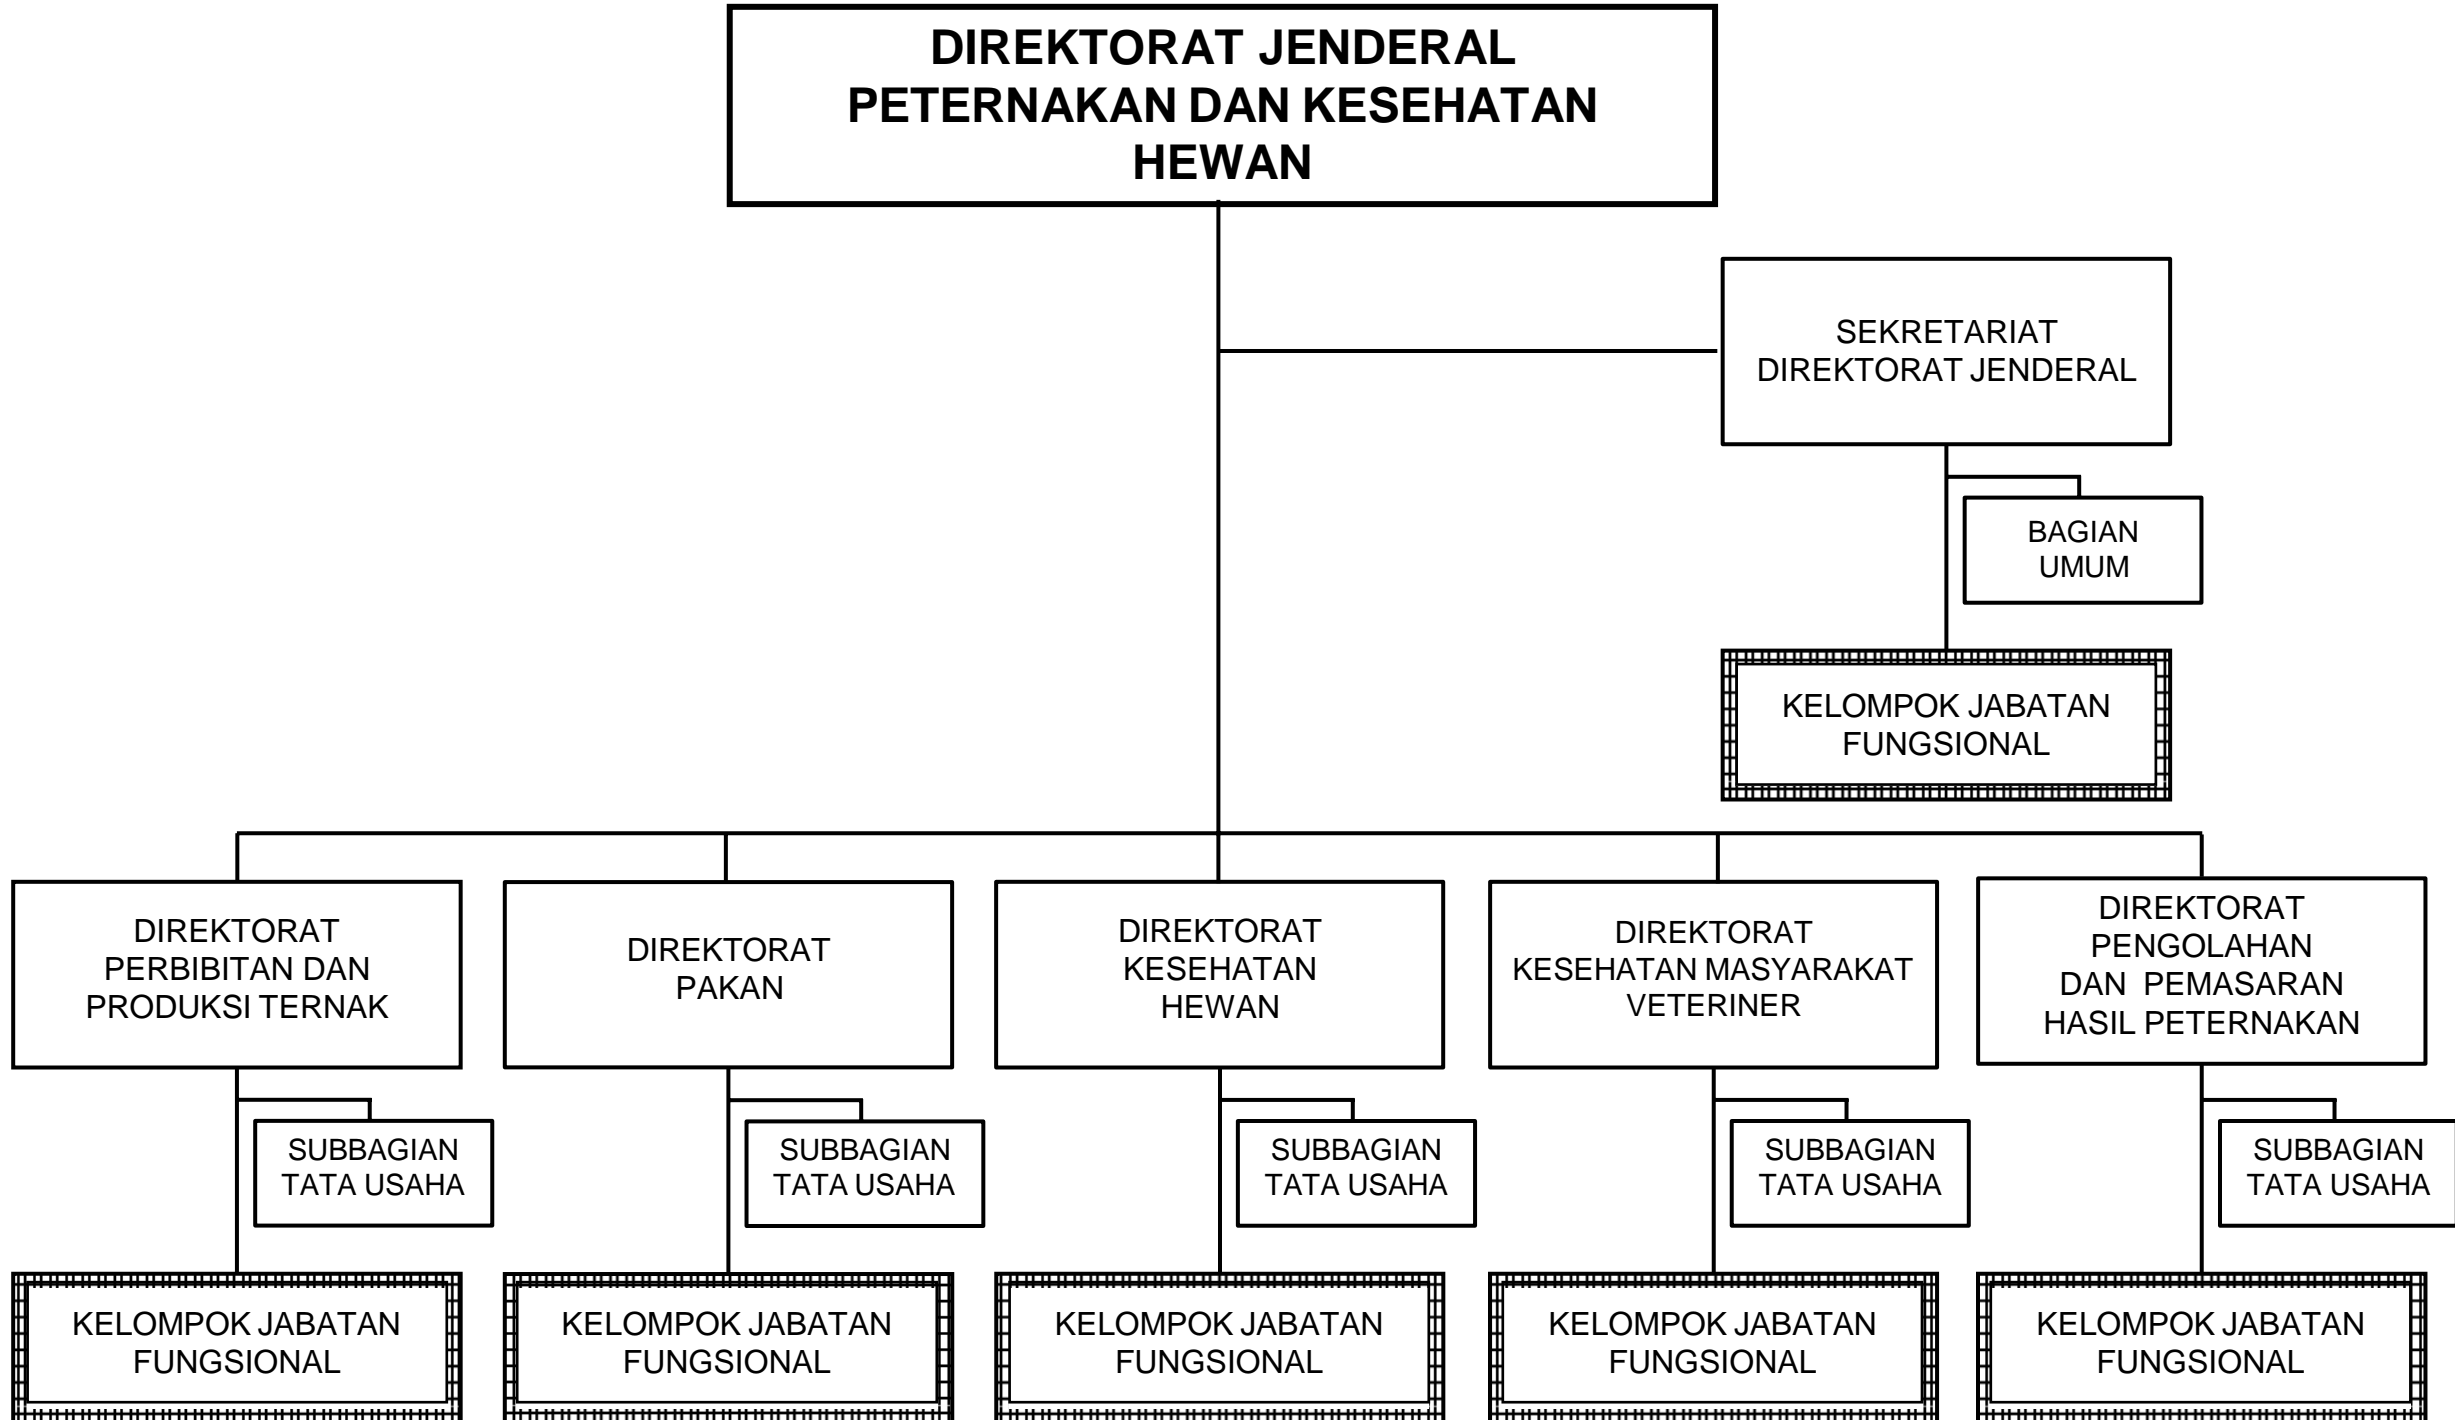 DIREKTORAT JENDERAL
PETERNAKAN DAN KESEHATAN
HEWAN
SEKRETARIAT
DIREKTORAT JENDERAL
BAGIAN
UMUM
KELOMPOK JABATAN
FUNGSIONAL
DIREKTORAT
PERBIBITAN DAN
PRODUKSI TERNAK
DIREKTORAT
PAKAN
DIREKTORAT
KESEHATAN
HEWAN
DIREKTORAT
KESEHATAN MASYARAKAT
VETERINER
DIREKTORAT
PENGOLAHAN
DAN PEMASARAN
HASIL PETERNAKAN
SUBBAGIAN
TATA USAHA
SUBBAGIAN
TATA USAHA
SUBBAGIAN
TATA USAHA
SUBBAGIAN
TATA USAHA
SUBBAGIAN
TATA USAHA
KELOMPOK JABATAN
FUNGSIONAL
KELOMPOK JABATAN
FUNGSIONAL
KELOMPOK JABATAN
FUNGSIONAL
KELOMPOK JABATAN
FUNGSIONAL
KELOMPOK JABATAN
FUNGSIONAL